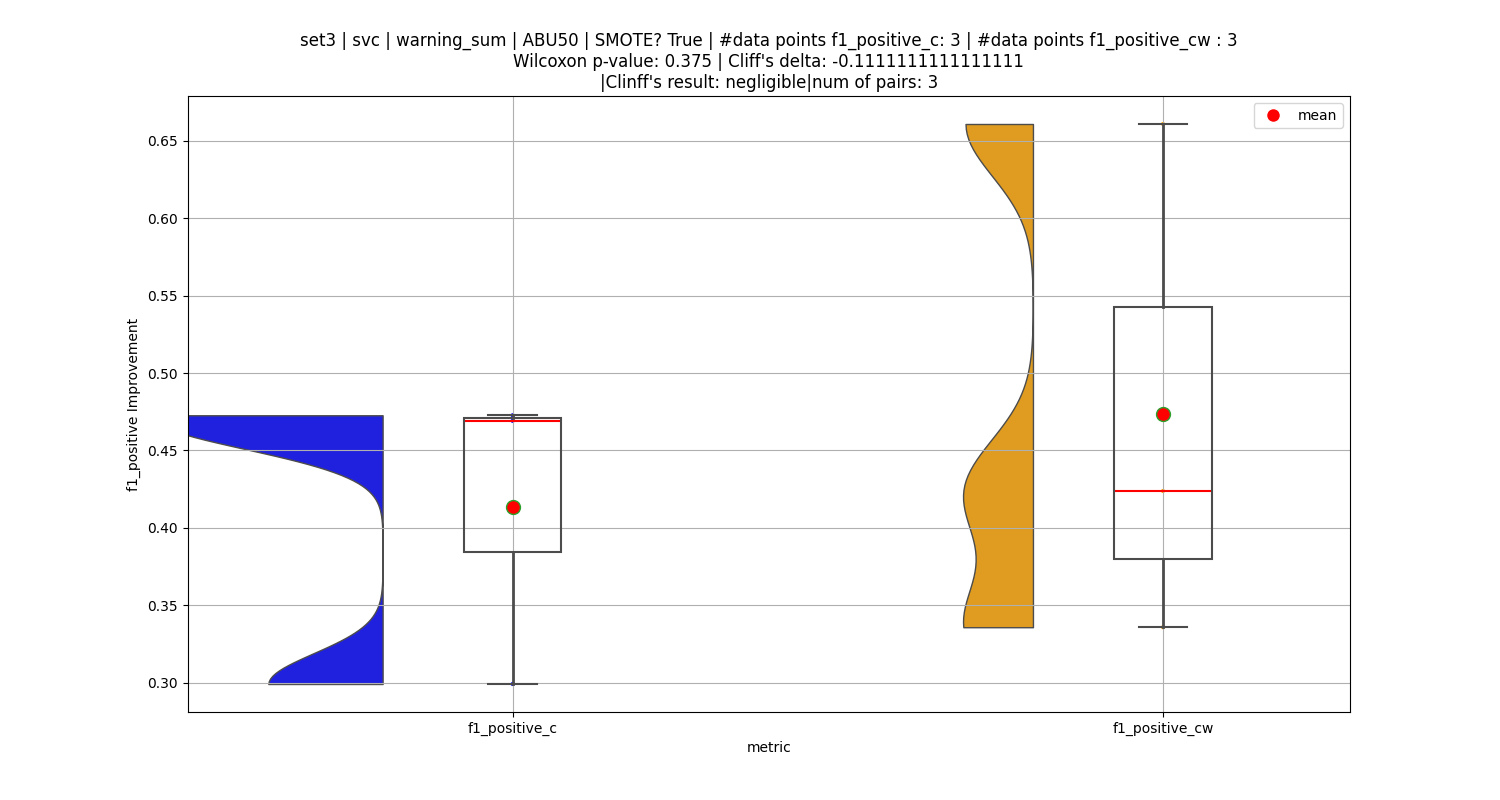 set3 | svc | warning_sum | ABU50 | SMOTE? True | #data points f1_positive_c: 3 | #data points f1_positive_cw : 3
Wilcoxon p-value: 0.375 | Cliff's delta: -0.1111111111111111
|Clinff's result: negligible|num of pairs: 3
mean
0.65
0.60
0.55
0.50
0.45
0.40
0.35
0.30
f1_positive Improvement
f1_positive_c
f1_positive_cw
metric